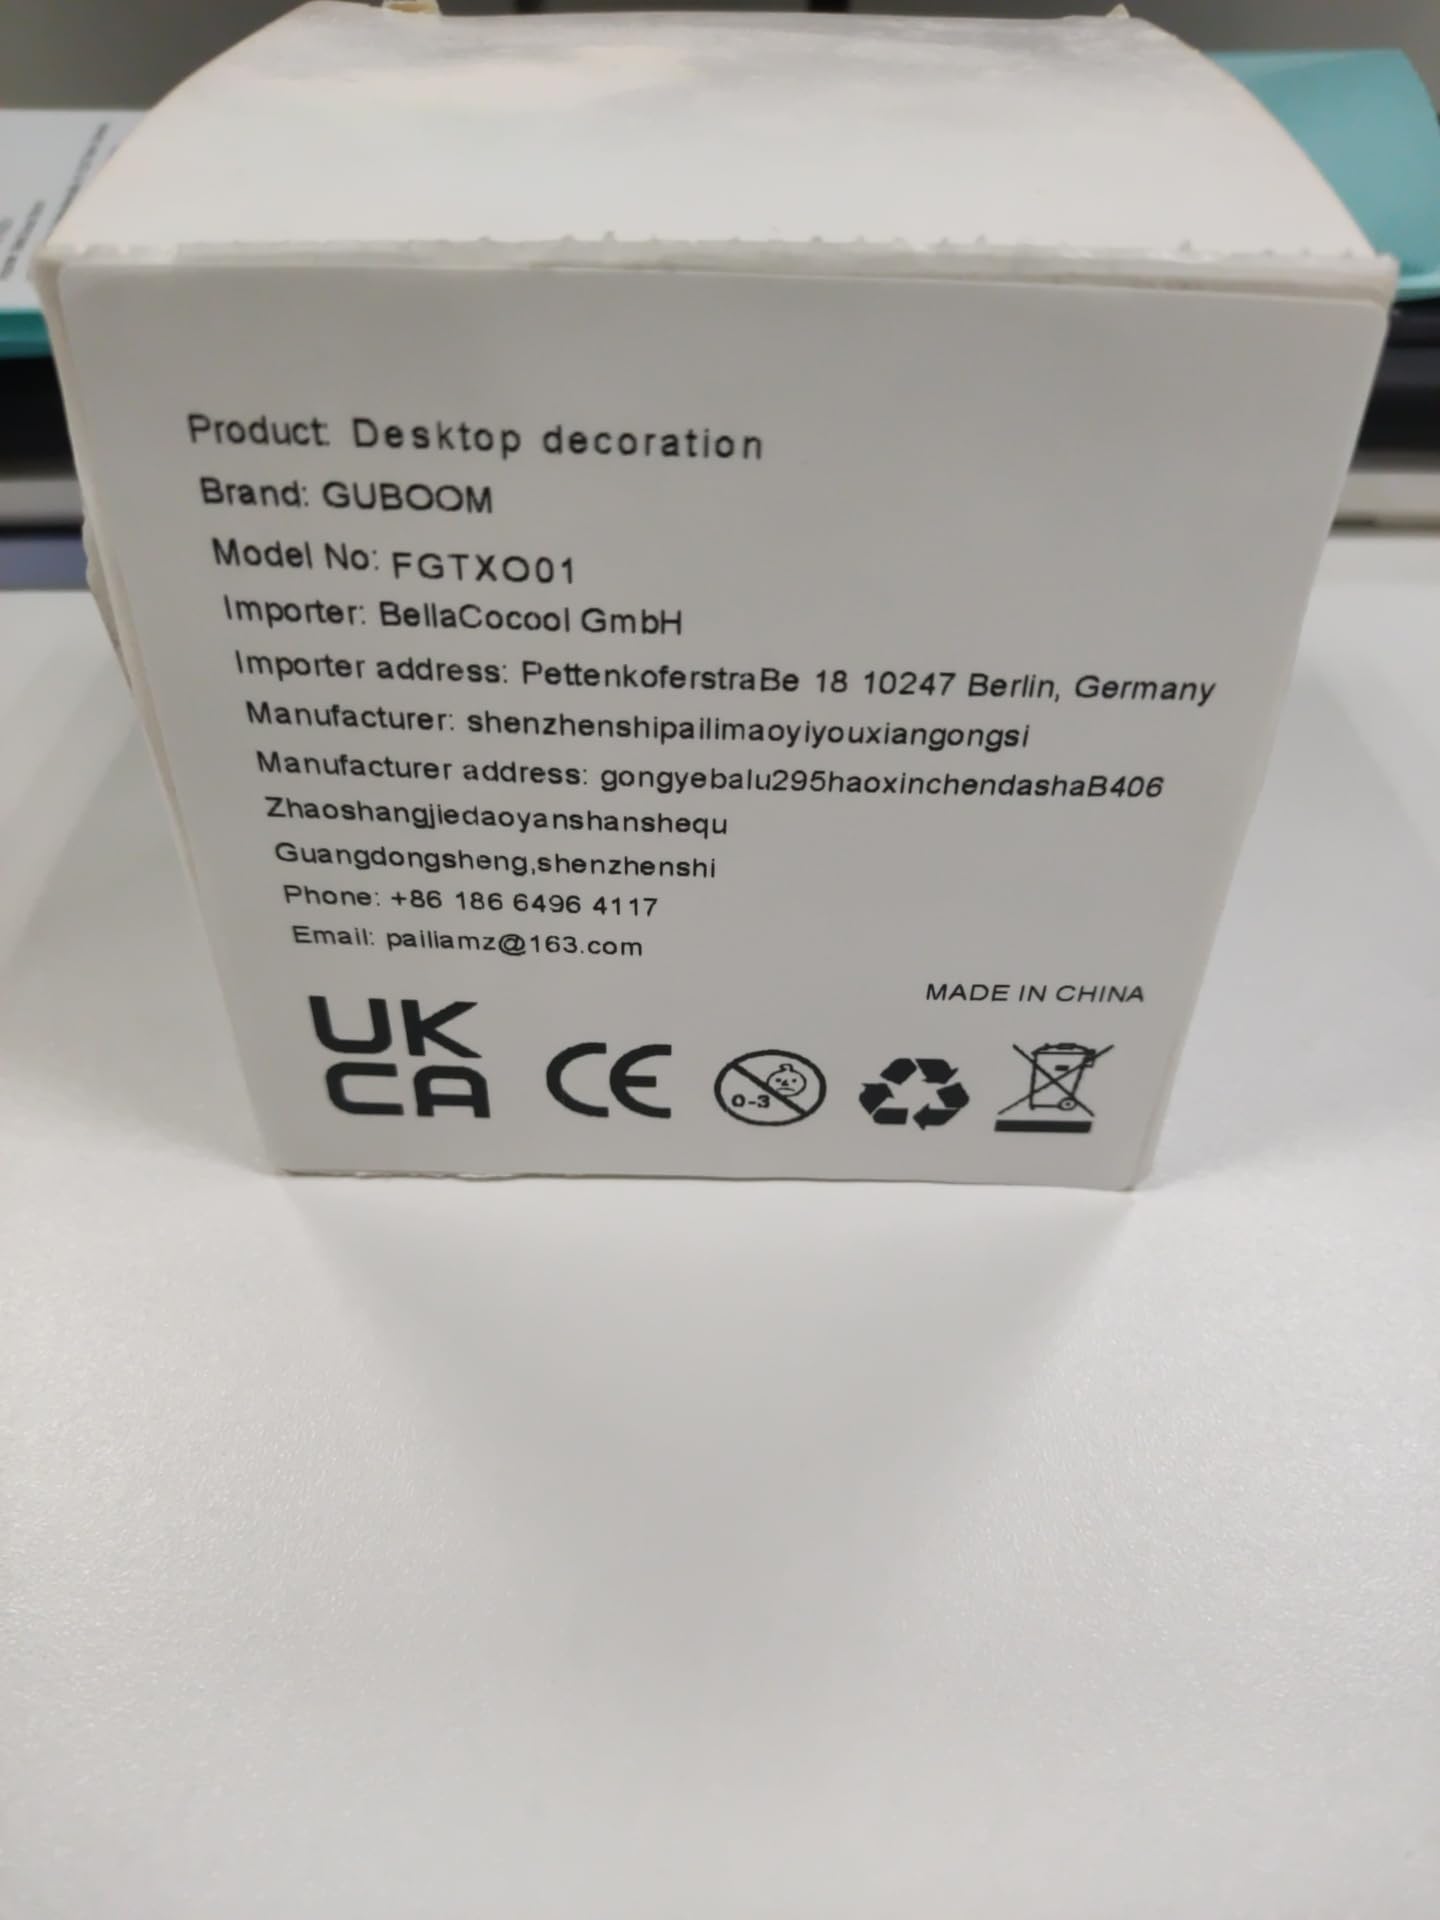 Product: Desktop decoration
Brand: GUBOOM
Model No: FGTXO01
Importer: BellaCocool GmbH
Importer address: PettenkoferstraBe 18 10247 Berlin, Germany
Manufacturer: shenzhenshipailimaoyiyouxiangongsi
Manufacturer address: gongyebalu295haoxinchendashaB406
Zhaoshangjiedaoyanshanshequ
Guangdongsheng,shenzhenshi
Phone: +86 186 6496 4117
Email: pailiamz@163.com
MADE IN CHINA
UK
CA
CE
0-3